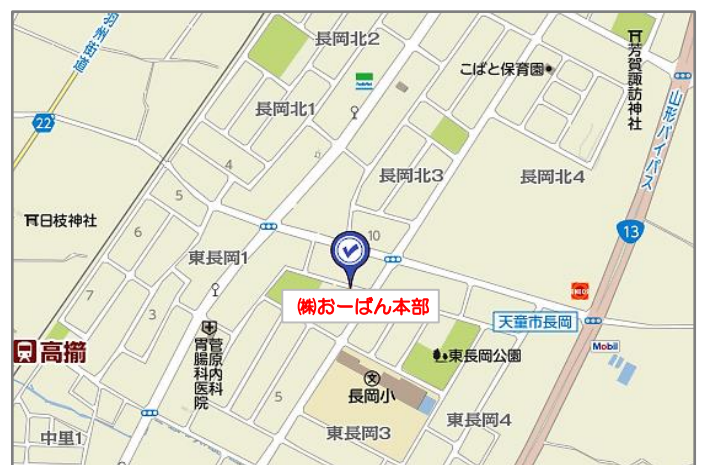 羽州街道
長岡北2
芳賀諏訪神社
こばと保育園
FamilyMart
長岡北1
山形バイパス
22
4
長岡北3
長岡北4
5
日枝神社
6
10
13
東長岡1
7
3
㈱おーばん本部
ENEOS
天童市長岡
高擶
菅原内科
胃腸科医院
Mobil
東長岡公園
文
長岡小
5
東長岡3
東長岡4
中里1